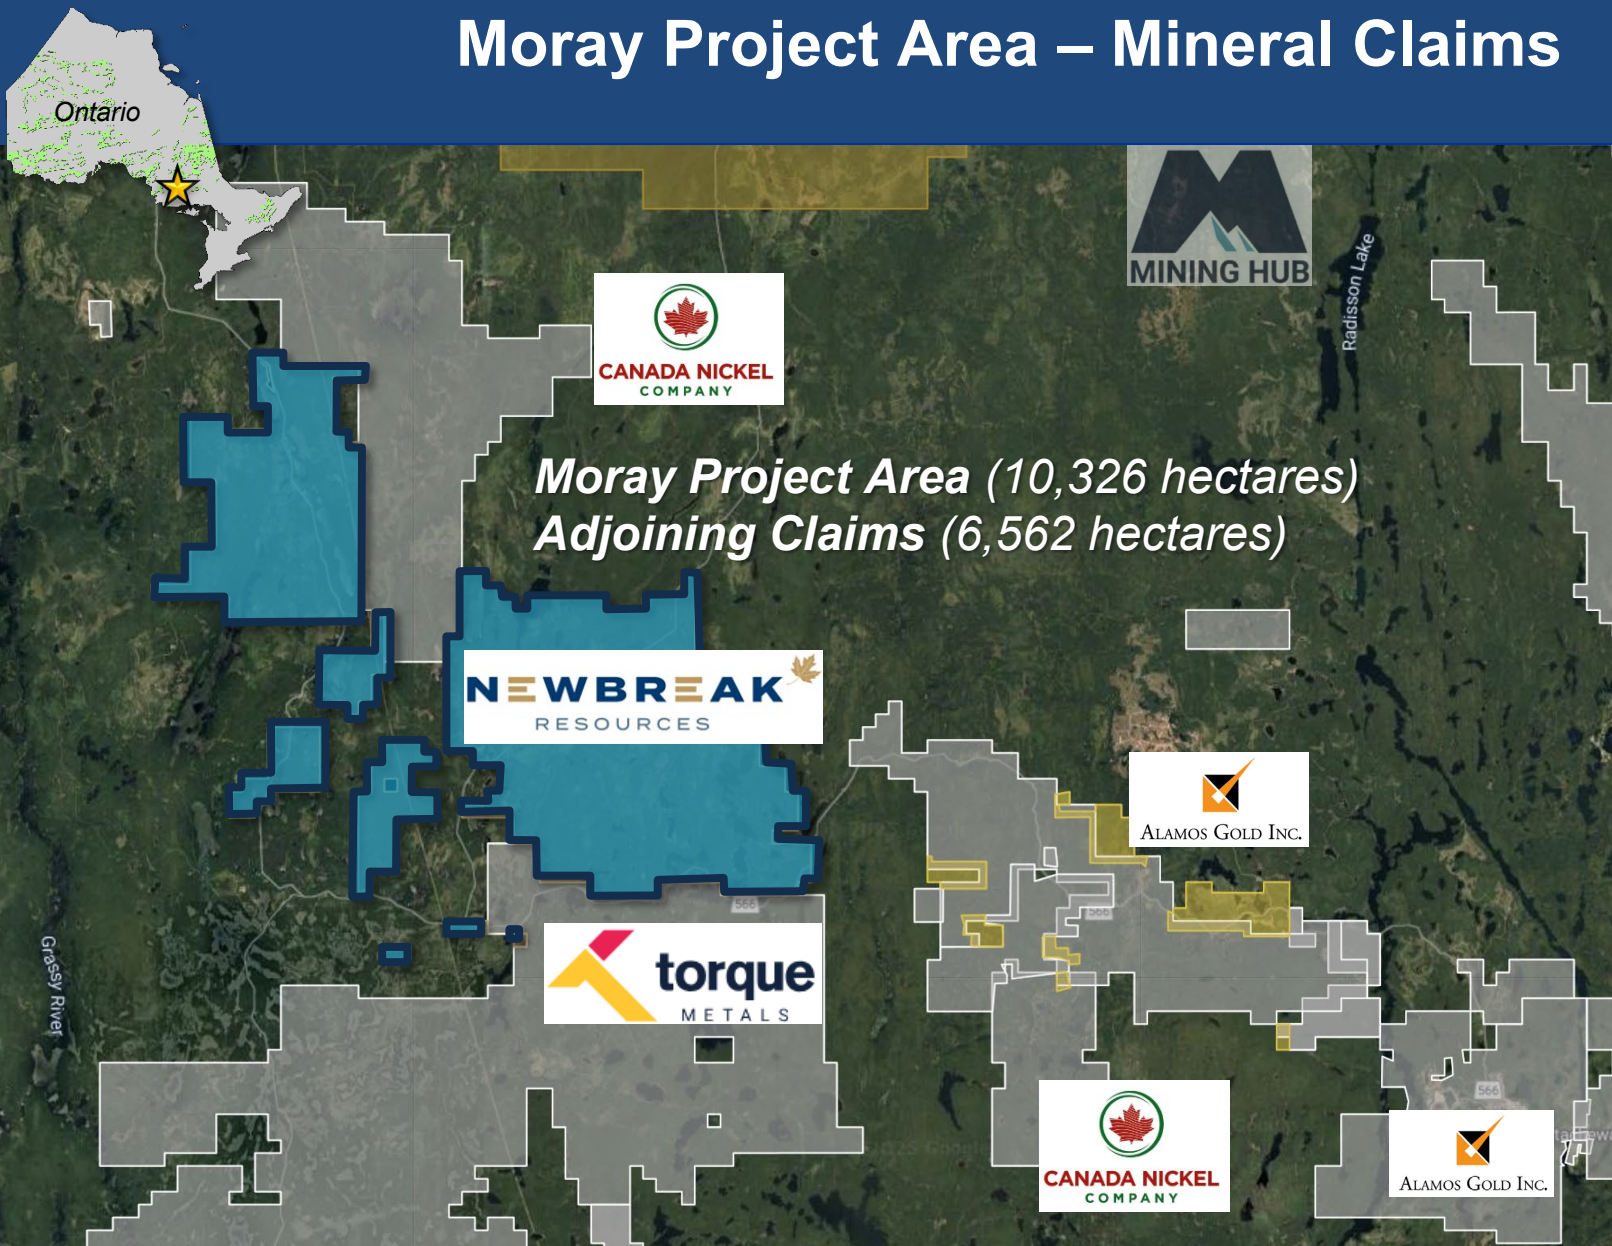 Moray Project Area – Mineral Claims
Ontario
MINING HUB
Radisson Lake
CANADA NICKEL
COMPANY
Moray Project Area (10,326 hectares)
Adjoining Claims (6,562 hectares)
NEWBREAK
RESOURCES
ALAMOS GOLD INC.
566
566
Grassy River
torque
METALS
566
CANADA NICKEL
COMPANY
ALAMOS GOLD INC.